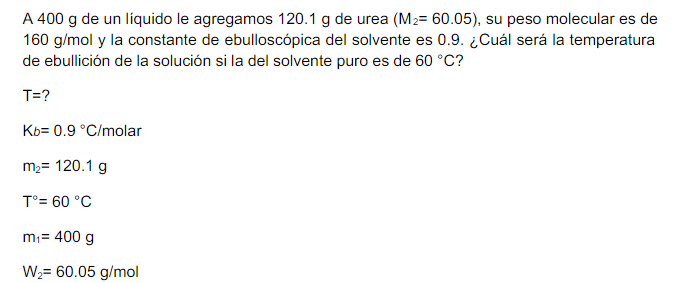 A 400 g de un líquido le agregamos 120.1 g de urea (M₂= 60.05), su peso molecular es de
160 g/mol y la constante de ebulloscópica del solvente es 0.9. ¿Cuál será la temperatura
de ebullición de la solución si la del solvente puro es de 60 °C?
T=?
Kb= 0.9 °C/molar
m₂= 120.1 g
T°= 60 °C
m₁= 400 g
W₂= 60.05 g/mol